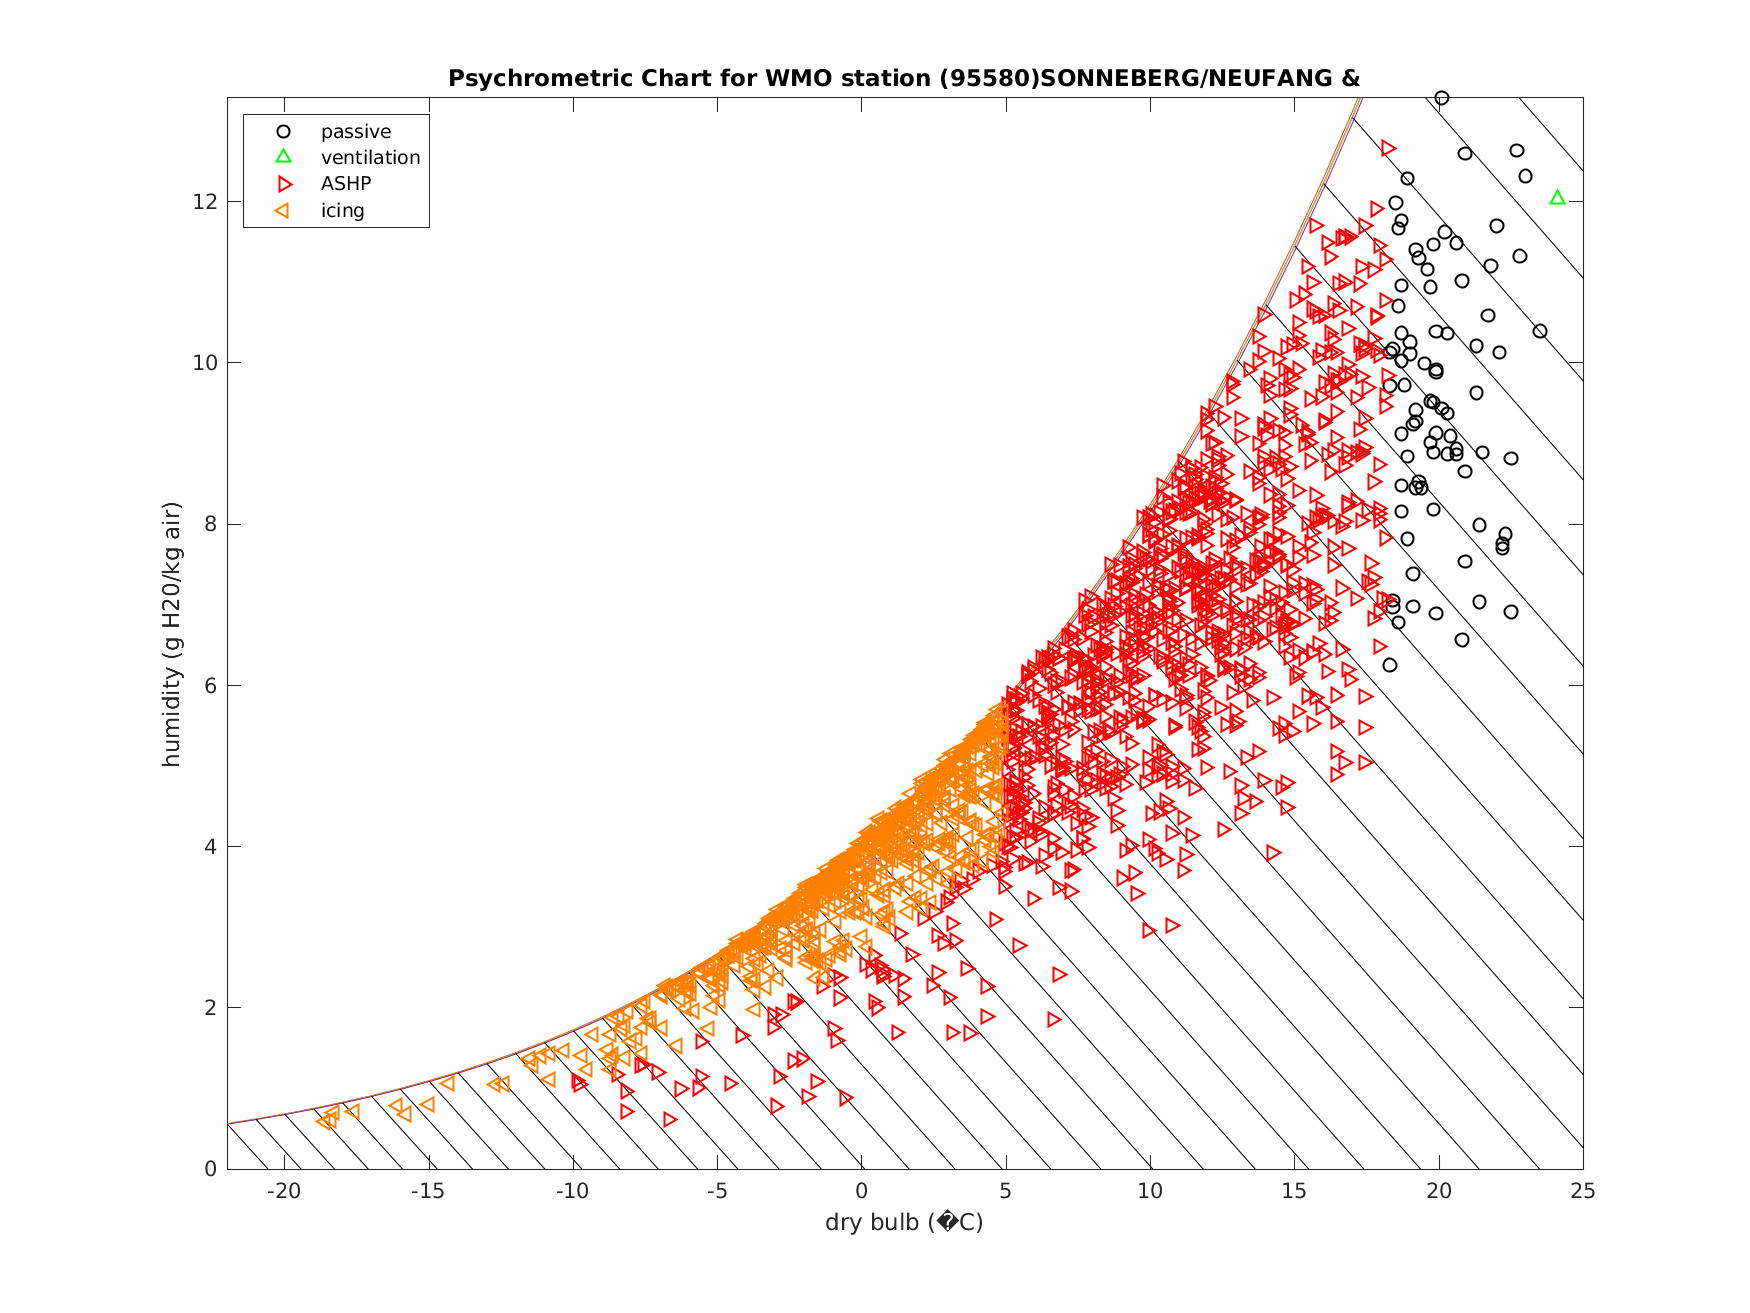 Psychrometric Chart for WMO station (95580)SONNEBERG/NEUFANG &
passive
ventilation
ASHP
icing
humidity (g H20/kg air)
12
10
8
6
4
2
0
-20 -15 -10 -5 0 5 10 15 20 25
dry bulb (�C)